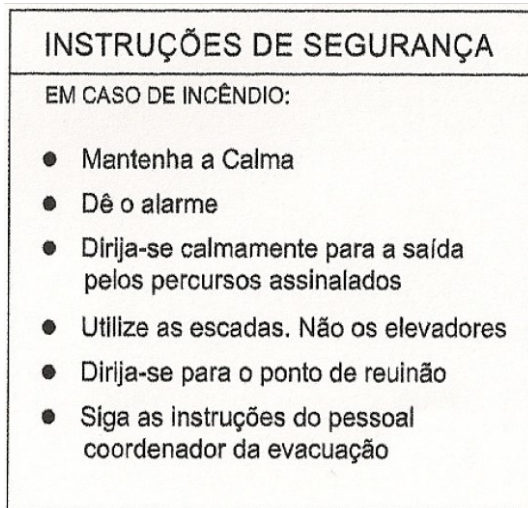 INSTRUÇÕES DE SEGURANÇA
EM CASO DE INCÊNDIO:
● Mantenha a Calma
● Dê o alarme
● Dirija-se calmamente para a saída
pelos percursos assinalados
● Utilize as escadas. Não os elevadores
● Dirija-se para o ponto de reuinão
● Siga as instruções do pessoal
coordenador da evacuação